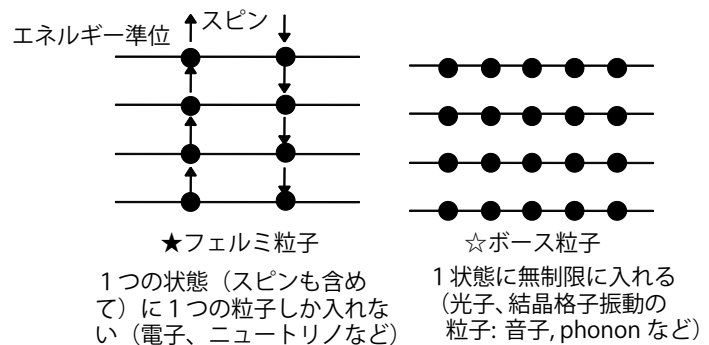 スピン
エネルギー準位
★フェルミ粒子
1つの状態（スピンも含め
て）に1つの粒子しか入れな
い（電子、ニュートリノなど）
☆ボース粒子
1状態に無制限に入れる
（光子、結晶格子振動の
粒子: 音子, phonon など）